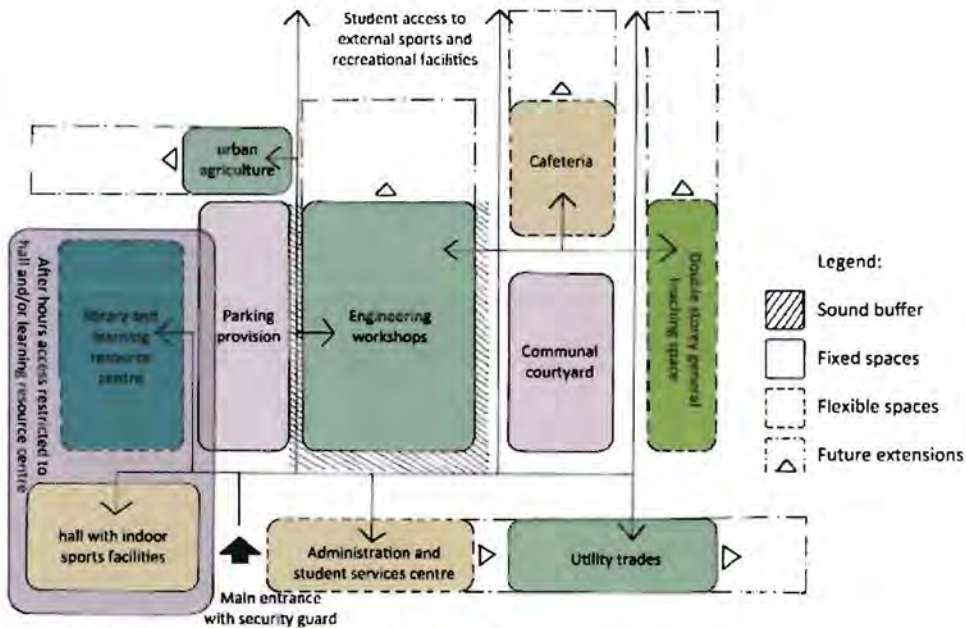 Student access to
external sports and
recreational facilities
urban
agriculture
Cafeteria
After hours access restricted to
hall and/or learning resource centre
library and
learning
resource
centre
Parking
provision
Engineering
workshops
Communal
courtyard
Double storey general
teaching space
Legend:
Sound buffer
Fixed spaces
Flexible spaces
Future extensions
hall with indoor
sports facilities
Administration and
student services centre
Utility trades
Main entrance
with security guard